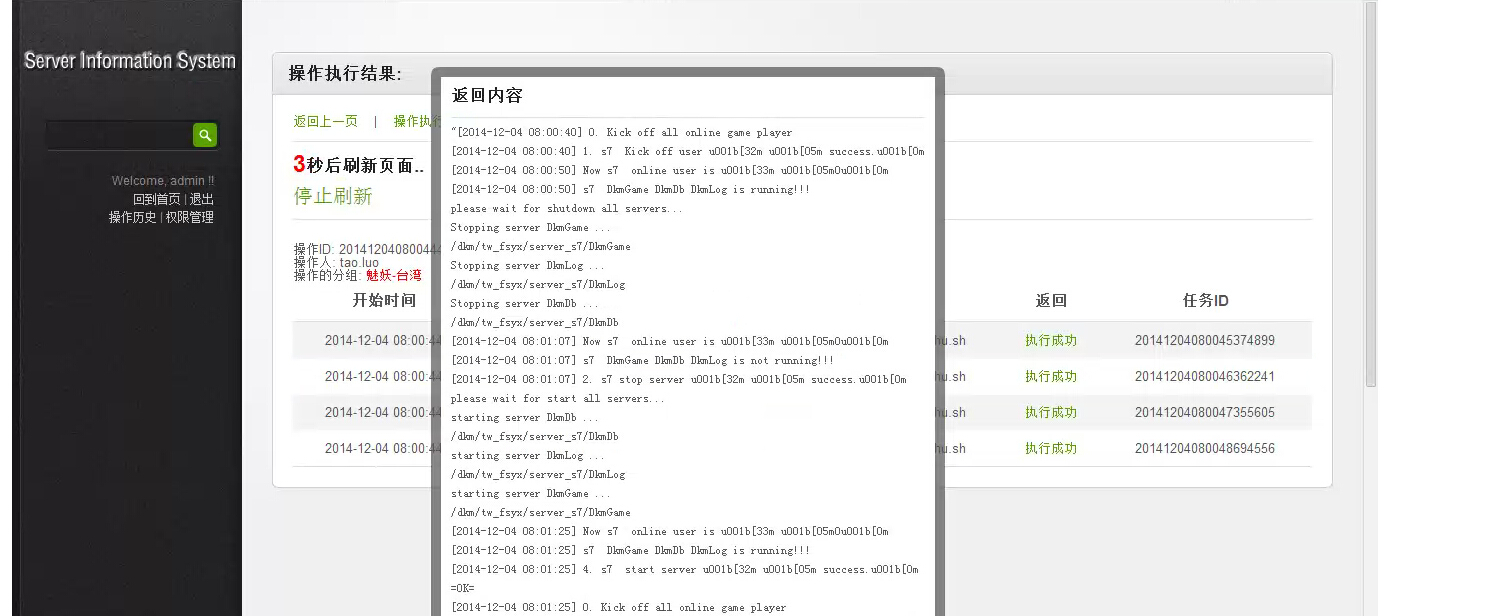 Server Information System
Welcome, admin !!
回到首页 | 退出
操作历史 | 权限管理
操作执行结果:
返回上一页 | 操作执行
3秒后刷新页面..
停止刷新
操作ID: 20141204080044
操作人: tao.luo
操作的分组: 魅妖-台湾
开始时间 返回 任务ID
2014-12-04 08:00:44 hu.sh 执行成功 20141204080045374899
2014-12-04 08:00:44 hu.sh 执行成功 20141204080046362241
2014-12-04 08:00:44 hu.sh 执行成功 20141204080047355605
2014-12-04 08:00:44 hu.sh 执行成功 20141204080048694556
返回内容
"[2014-12-04 08:00:40] 0. Kick off all online game player
[2014-12-04 08:00:40] 1. s7 Kick off user u001b[32m u001b[05m success.u001b[0m
[2014-12-04 08:00:50] Now s7 online user is u001b[33m u001b[05m0u001b[0m
[2014-12-04 08:00:50] s7 DkmGame DkmDb DkmLog is running!!!
please wait for shutdown all servers...
Stopping server DkmGame ...
/dkm/tw_fsyx/server_s7/DkmGame
Stopping server DkmLog ...
/dkm/tw_fsyx/server_s7/DkmLog
Stopping server DkmDb ...
/dkm/tw_fsyx/server_s7/DkmDb
[2014-12-04 08:01:07] Now s7 online user is u001b[33m u001b[05m0u001b[0m
[2014-12-04 08:01:07] s7 DkmGame DkmDb DkmLog is not running!!!
[2014-12-04 08:01:07] 2. s7 stop server u001b[32m u001b[05m success.u001b[0m
please wait for start all servers...
starting server DkmDb ...
/dkm/tw_fsyx/server_s7/DkmDb
starting server DkmLog ...
/dkm/tw_fsyx/server_s7/DkmLog
starting server DkmGame ...
/dkm/tw_fsyx/server_s7/DkmGame
[2014-12-04 08:01:25] Now s7 online user is u001b[33m u001b[05m0u001b[0m
[2014-12-04 08:01:25] s7 DkmGame DkmDb DkmLog is running!!!
[2014-12-04 08:01:25] 4. s7 start server u001b[32m u001b[05m success.u001b[0m
=OK=
[2014-12-04 08:01:25] 0. Kick off all online game player